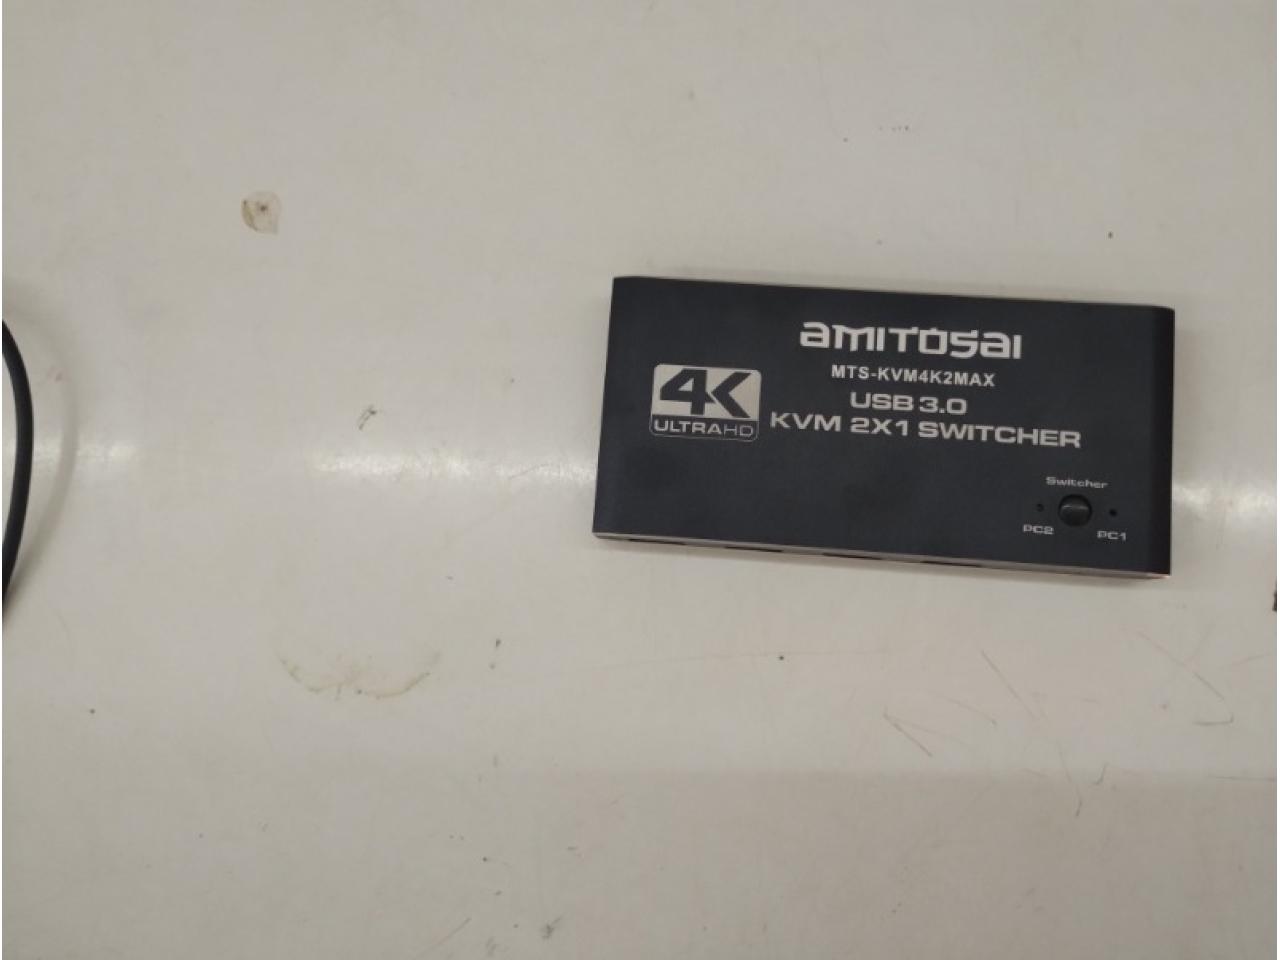 AMITOSAI
MTS-KVM4K2MAX
4K
ULTRAHD
USB 3.0
KVM 2X1 SWITCHER
Switcher
PC2
PC1